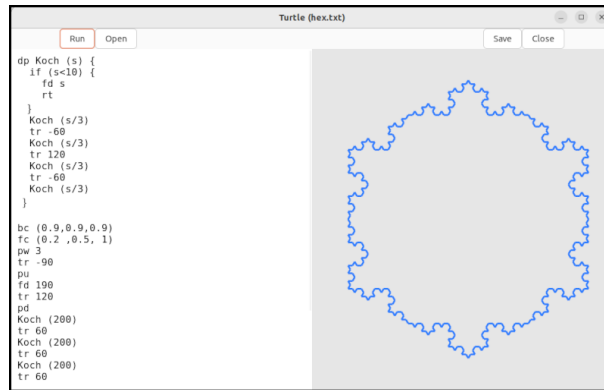 Turtle (hex.txt)
Run Open Save Close
dp Koch (s) {
if (s<10) {
fd s
rt
}
Koch (s/3)
tr -60
Koch (s/3)
tr 120
Koch (s/3)
tr -60
Koch (s/3)
}
bc (0.9,0.9,0.9)
fc (0.2 ,0.5, 1)
pw 3
tr -90
pu
fd 190
tr 120
pd
Koch (200)
tr 60
Koch (200)
tr 60
Koch (200)
tr 60